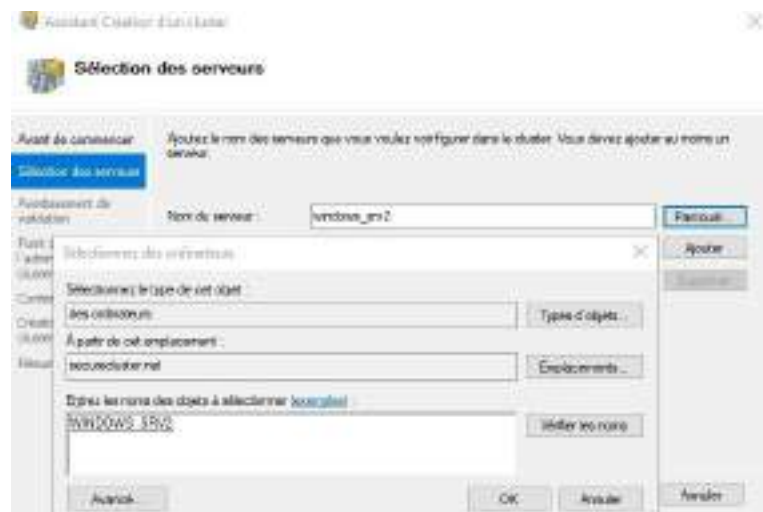 Assistant Création d'un cluster
Sélection des serveurs
Avant de commencer
Sélection des serveurs
Avertissement de validation
Ajoutez le nom des serveurs que vous voulez configurer dans le cluster. Vous devez ajouter au moins un
serveur.
Nom du serveur :
windows_srv2
Parcourir...
Ajouter
Supprimer
Sélectionnez des ordinateurs
Sélectionnez le type de cet objet :
des ordinateurs
Types d'objets...
À partir de cet emplacement :
securecluster.net
Emplacements...
Entrez les noms des objets à sélectionner (exemples) :
WINDOWS_SRV2
Vérifier les noms
Avancé...
OK
Annuler
Annuler